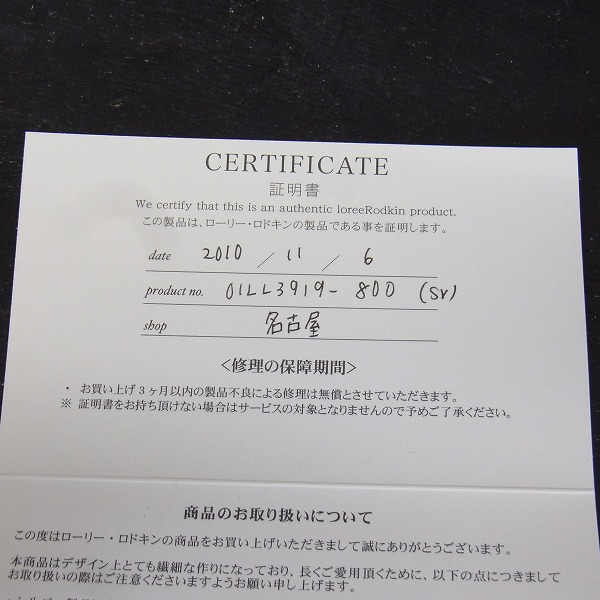 CERTIFICATE
証明書
We certify that this is an authentic loreeRodkin product.
この製品は、ローリー・ロドキンの製品である事を証明します。
date 2010 / 11 / 6
product no. 01LL3919- 800 (SV)
shop 名古屋
<修理の保障期間>
・ お買い上げ3ヶ月以内の製品不良による修理は無償とさせていただきます。
※ 証明書をお持ち頂けない場合はサービスの対象となりませんので予めご了承ください。
商品のお取り扱いについて
この度はローリー・ロドキンの商品をお買い上げいただきまして誠にありがとうございます。
本商品はデザイン上とても繊細な作りになっており、長くご愛用頂くために、以下の点につきまして
お取り扱いの際はご注意くださいますようお願い申し上げます。